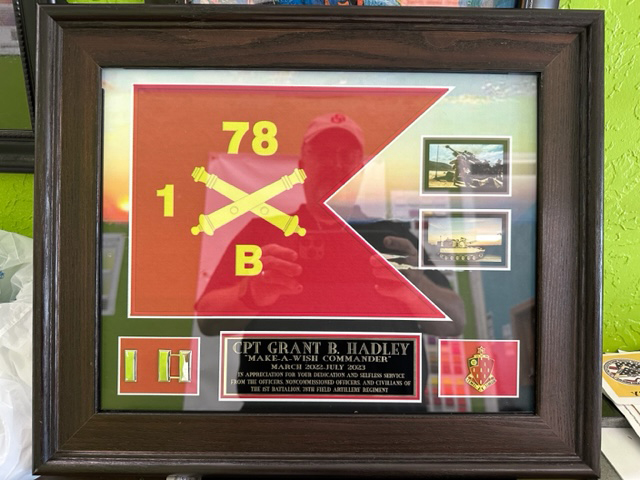 78
1
B
CPT GRANT B. HADLEY
"MAKE-A-WISH COMMANDER"
MARCH 2022-JULY 2023
IN APPRECIATION FOR YOUR DEDICATION AND SELFLESS SERVICE
FROM THE OFFICERS, NONCOMMISSIONED OFFICERS, AND CIVILIANS OF
THE 1ST BATTALION, 78TH FIELD ARTILLERY REGIMENT